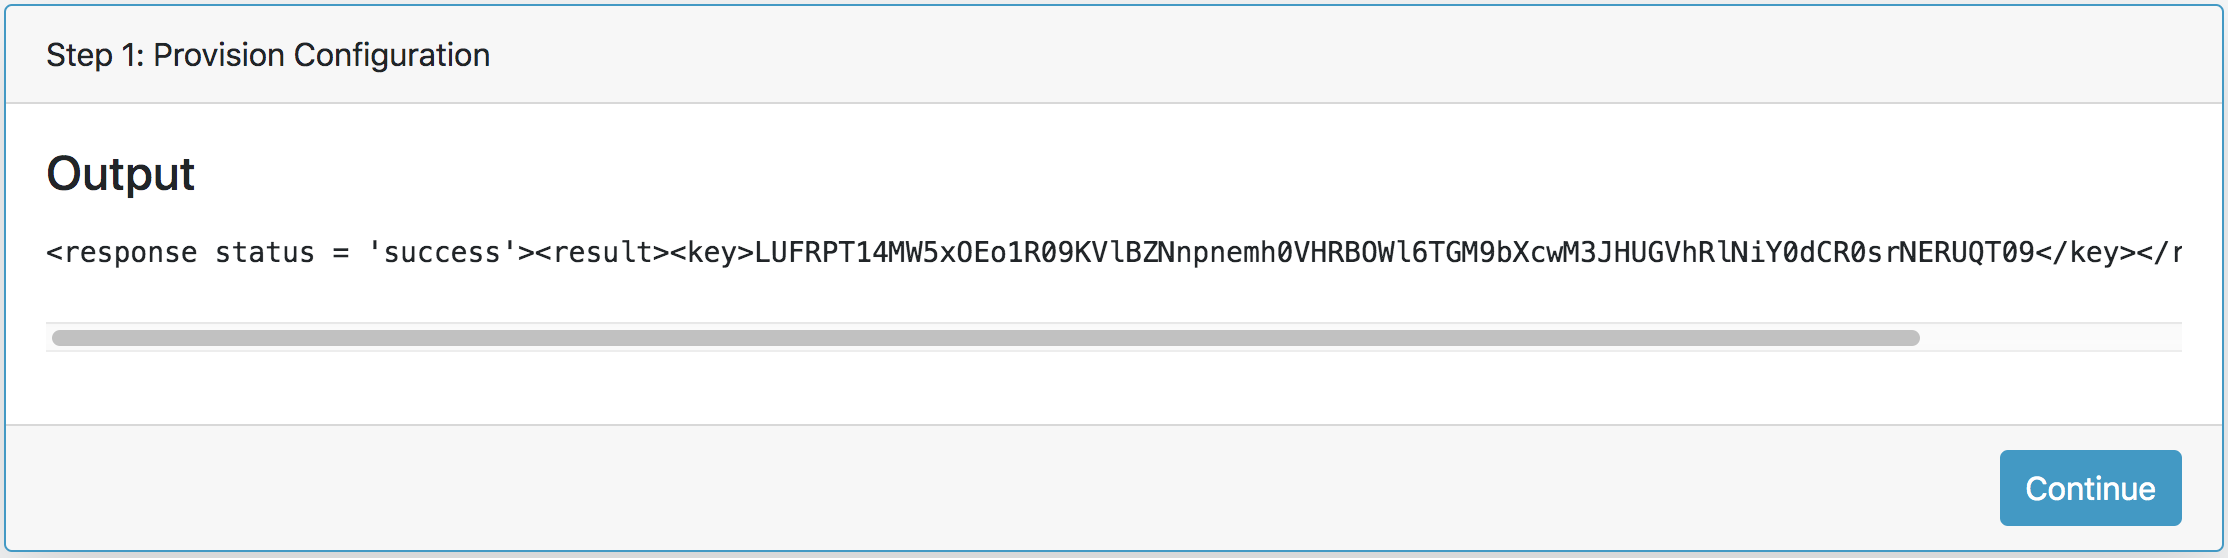 Step 1: Provision Configuration
Output
<response status = 'success'><result><key>LUFRPT14MW5xOEo1R09KVlBZNnpnemh0VHRBOWl6TGM9bXcwM3JHUGVhRlNiY0dCR0srNERUQT09</key></r
Continue